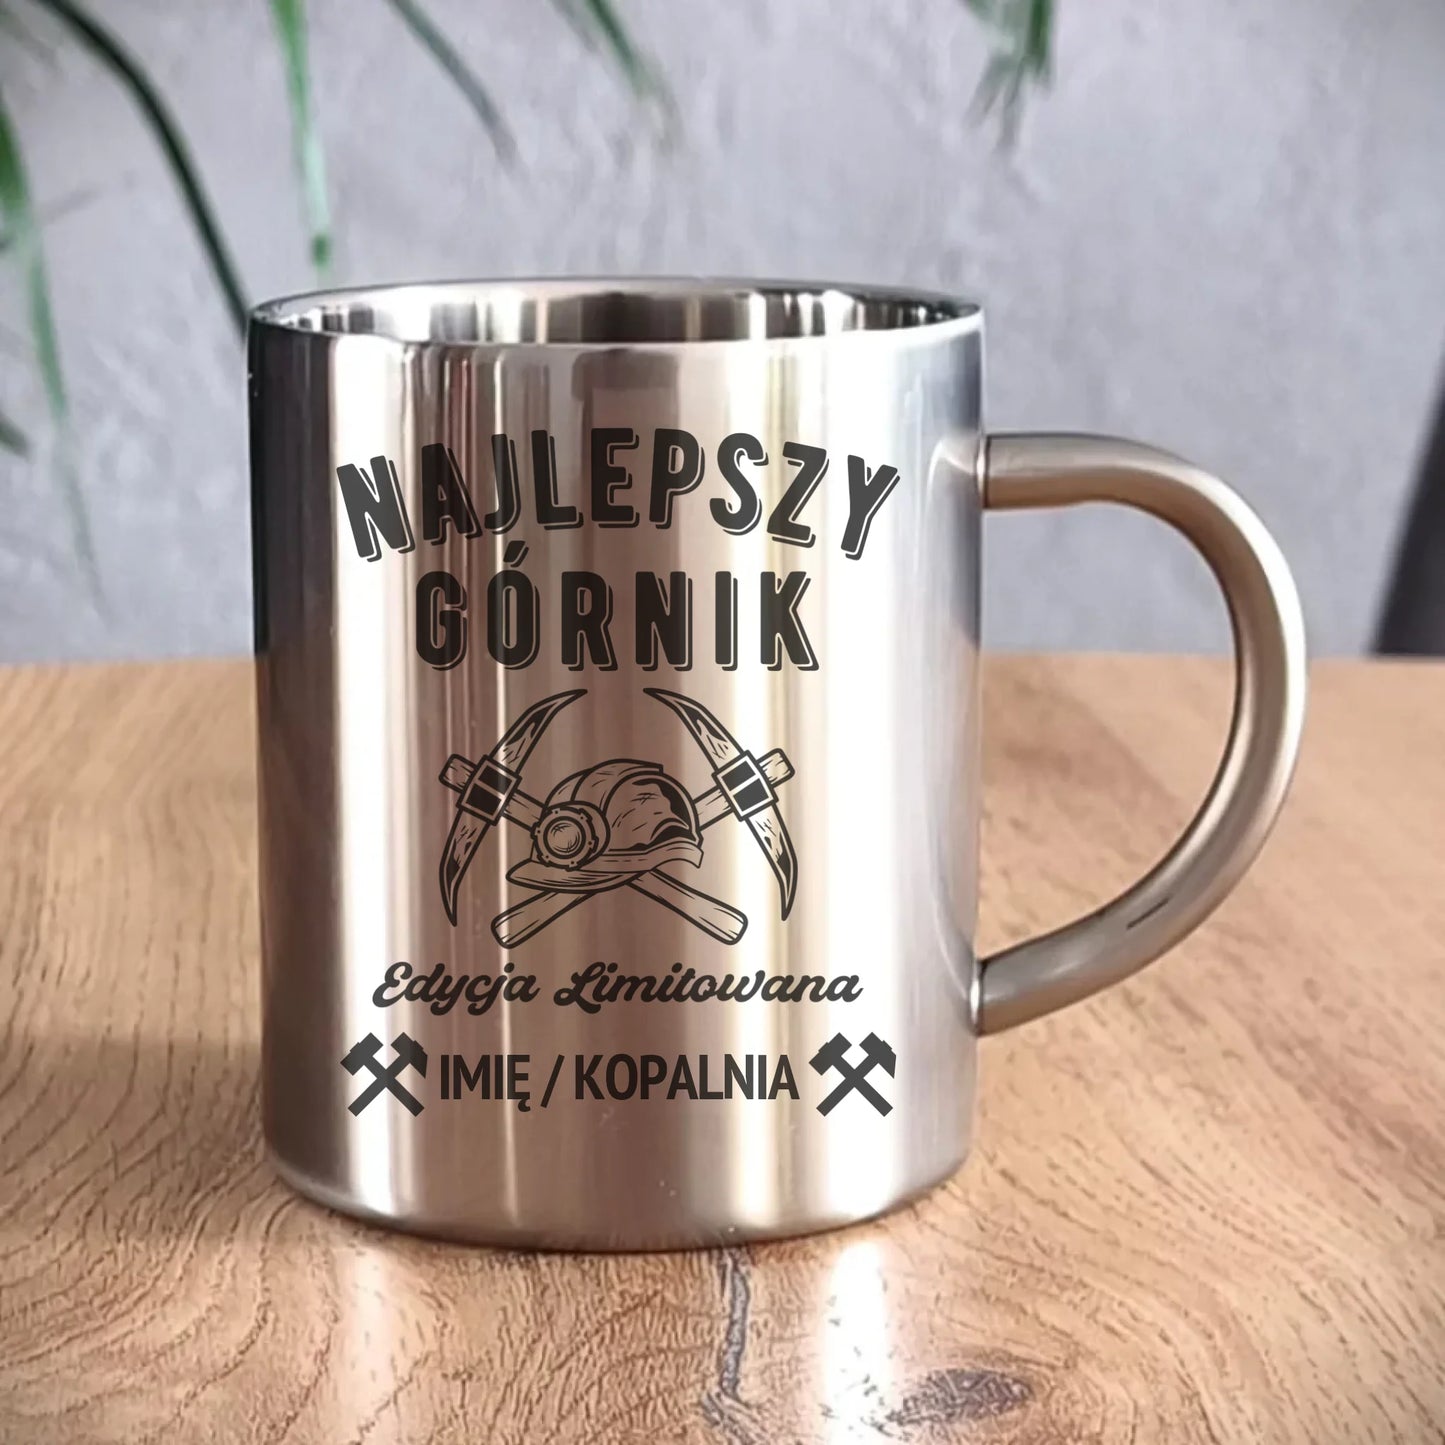 NAJLEPSZY
GÓRNIK
Edycja Limitowana
IMIĘ / KOPALNIA